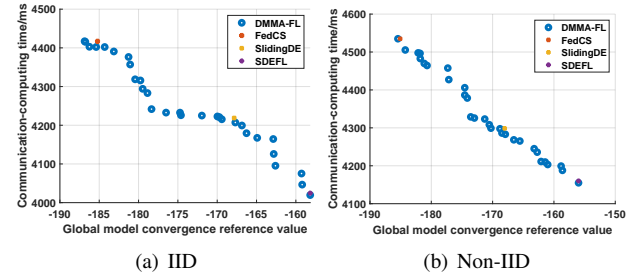 4500
4400
4300
4200
4100
4000
-190
-185
-180
-175
-170
-165
-160
Communication-computing time/ms
Global model convergence reference value
DMMA-FL
FedCS
SlidingDE
SDEFL
(a) IID
4700
4600
4500
4400
4300
4200
4100
-190
-180
-170
-160
-150
Communication-computing time/ms
Global model convergence reference value
DMMA-FL
FedCS
SlidingDE
SDEFL
(b) Non-IID